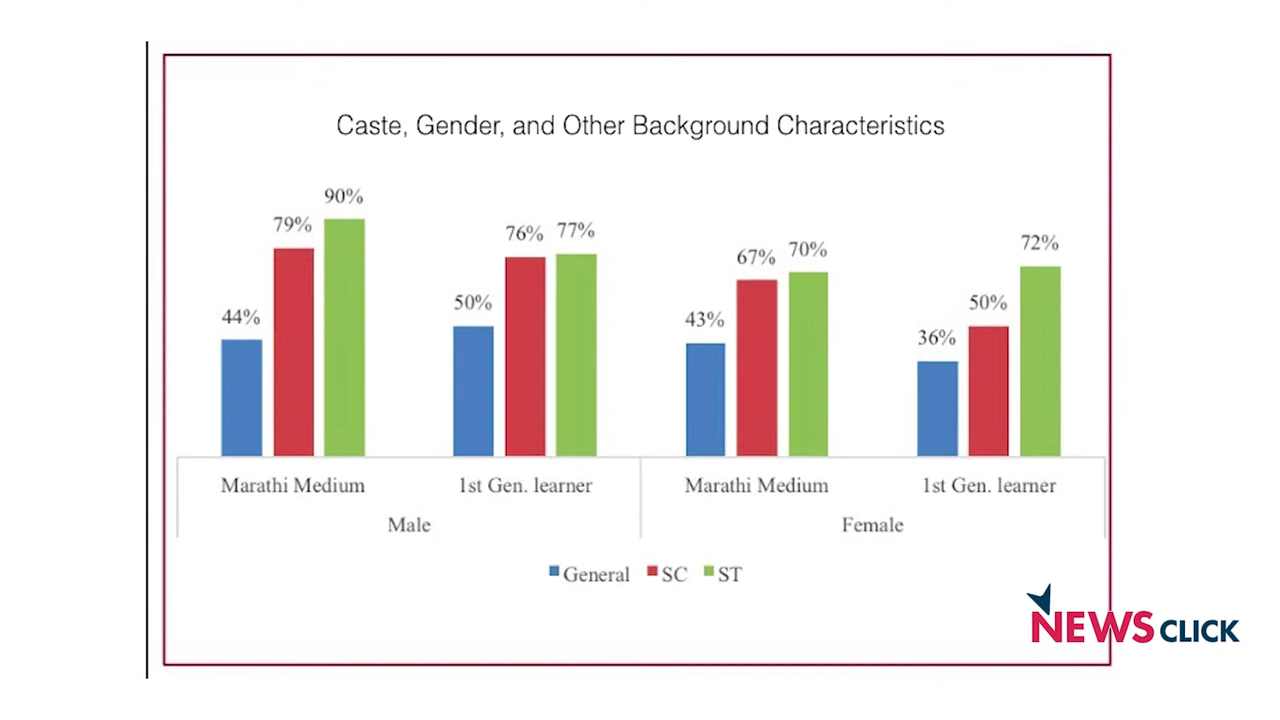 Caste, Gender, and Other Background Characteristics
44%
79%
90%
50%
76%
77%
43%
67%
70%
36%
50%
72%
Marathi Medium
1st Gen. learner
Marathi Medium
1st Gen. learner
Male
Female
General
SC
ST
NEWS CLICK